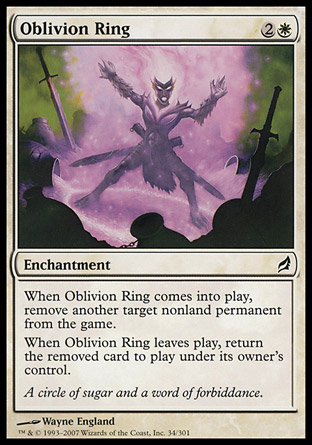 Oblivion Ring 2
Enchantment
When Oblivion Ring comes into play,
remove another target nonland permanent
from the game.
When Oblivion Ring leaves play, return
the removed card to play under its owner's
control.
A circle of sugar and a word of forbiddance.
Wayne England
™ & © 1993–2007 Wizards of the Coast, Inc. 34/301